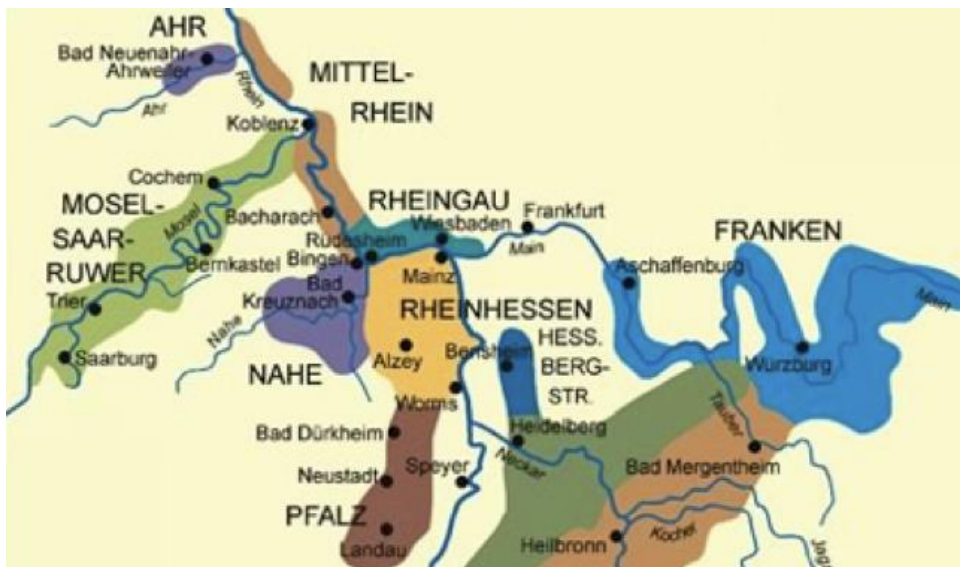 AHR
Bad Neuenahr-
Ahrweiler
Ahr
Rhein
MITTEL-
RHEIN
Koblenz
Cochem
MOSEL-
SAAR-
RUWER
Mosel
Bernkastel
Trier
Saarburg
Bacharach
RHEINGAU
Wiesbaden
Rüdesheim
Bingen
Mainz
Frankfurt
Main
FRANKEN
Aschaffenburg
Main
Würzburg
Bad
Kreuznach
Nahe
NAHE
RHEINHESSEN
Alzey
Worms
HESS.
BERG-
STR.
Bensheim
Heidelberg
Neckar
Bad Dürkheim
Neustadt
Speyer
PFALZ
Landau
Tauber
Bad Mergentheim
Kocher
Heilbronn
Jags